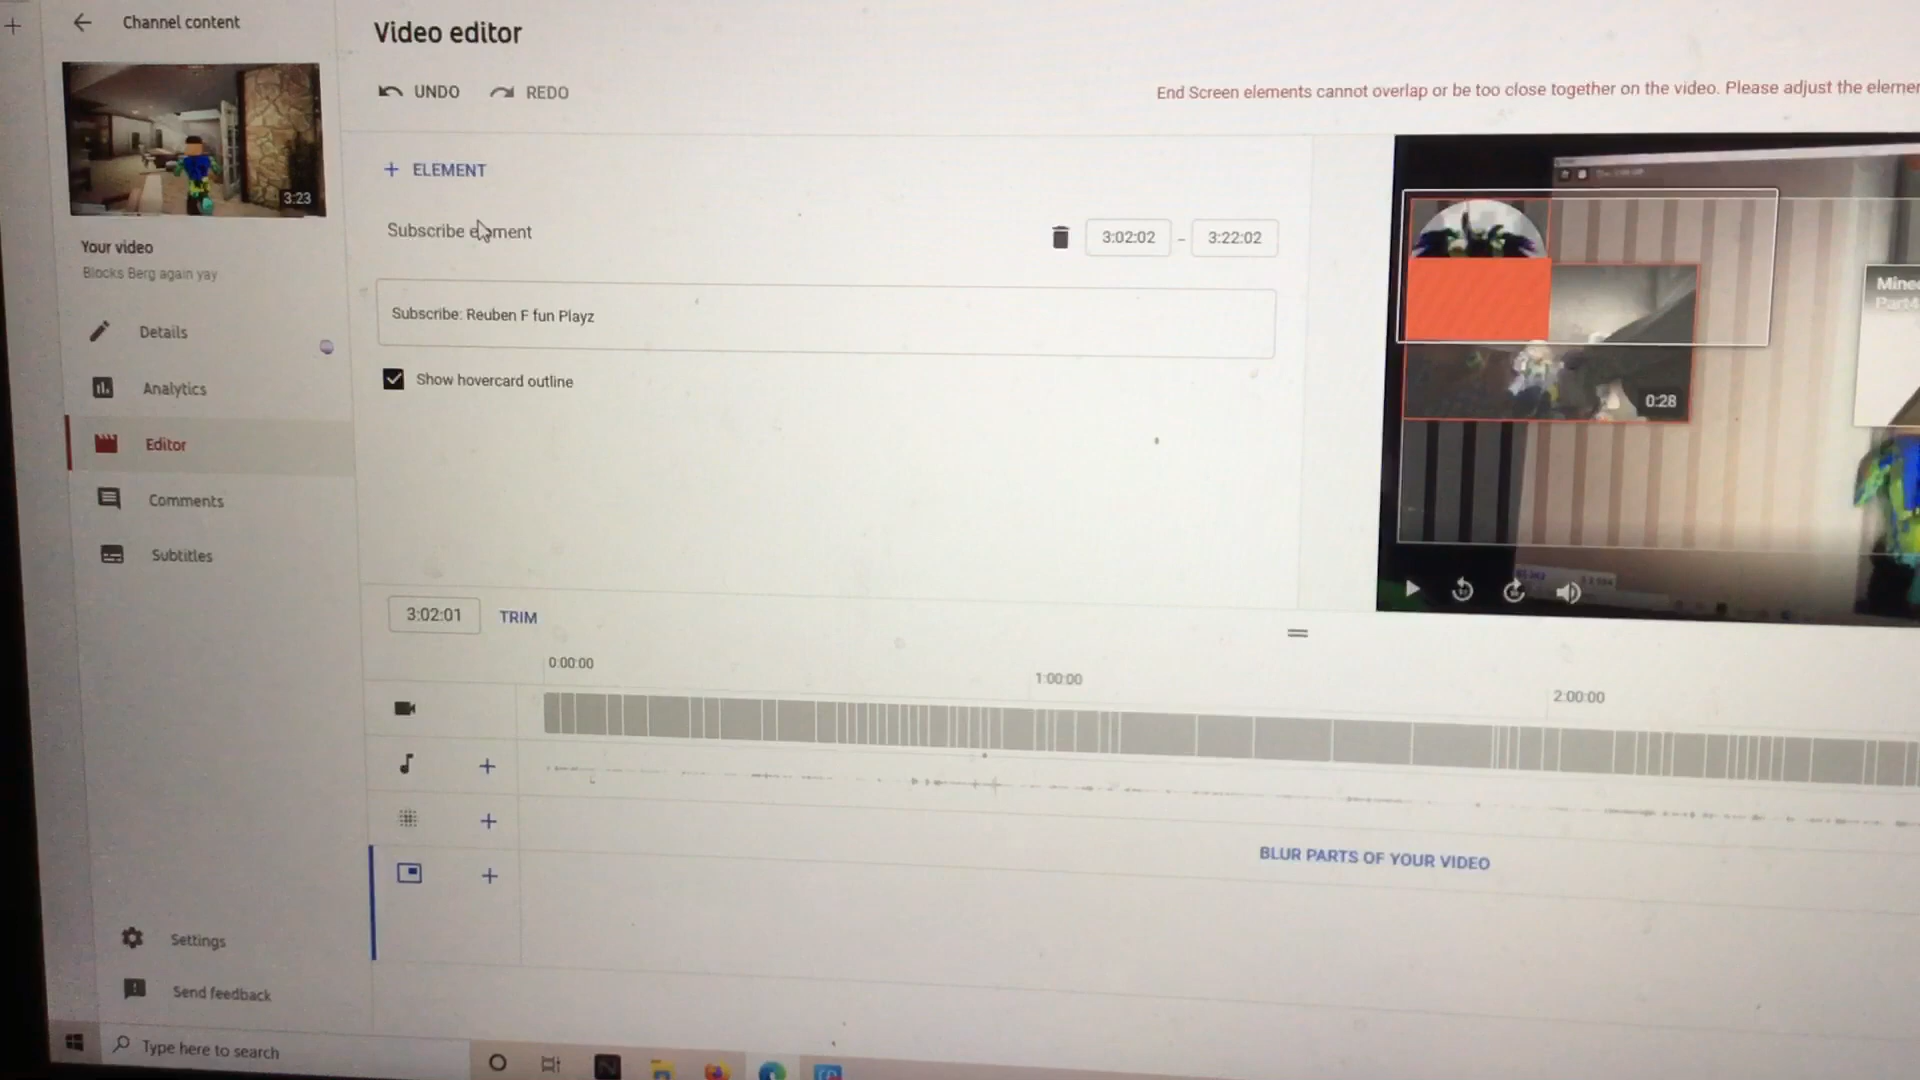 Channel content
Video editor
UNDO
REDO
End Screen elements cannot overlap or be too close together on the video. Please adjust the
+ ELEMENT
Subscribe element
3:02:02 - 3:22:02
3:23
Your video
Blocks Berg again yay
Subscribe: Reuben F fun Playz
Show hovercard outline
Details
Analytics
Editor
Comments
Subtitles
0:28
3:02:01
TRIM
0:00:00
1:00:00
2:00:00
BLUR PARTS OF YOUR VIDEO
Settings
Send feedback
Type here to search